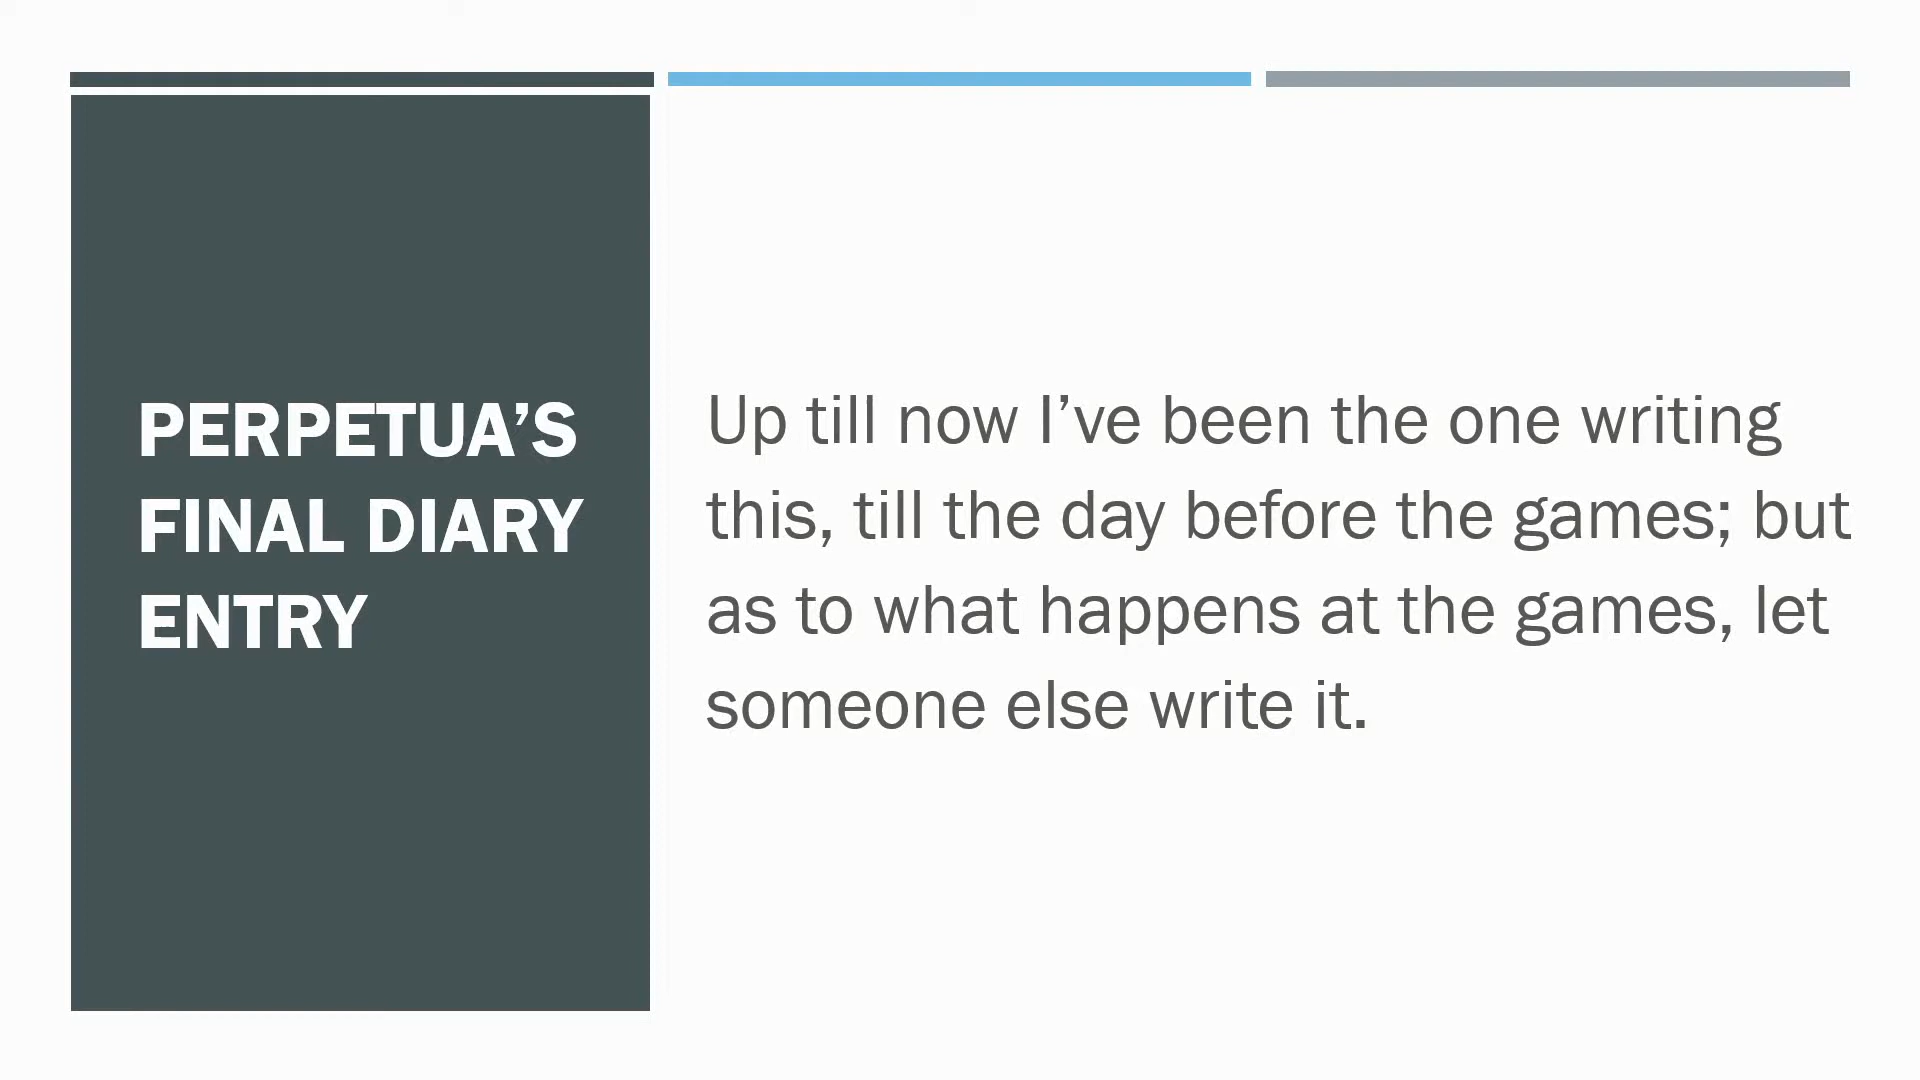 PERPETUA’S
FINAL DIARY
ENTRY
Up till now I’ve been the one writing
this, till the day before the games; but
as to what happens at the games, let
someone else write it.